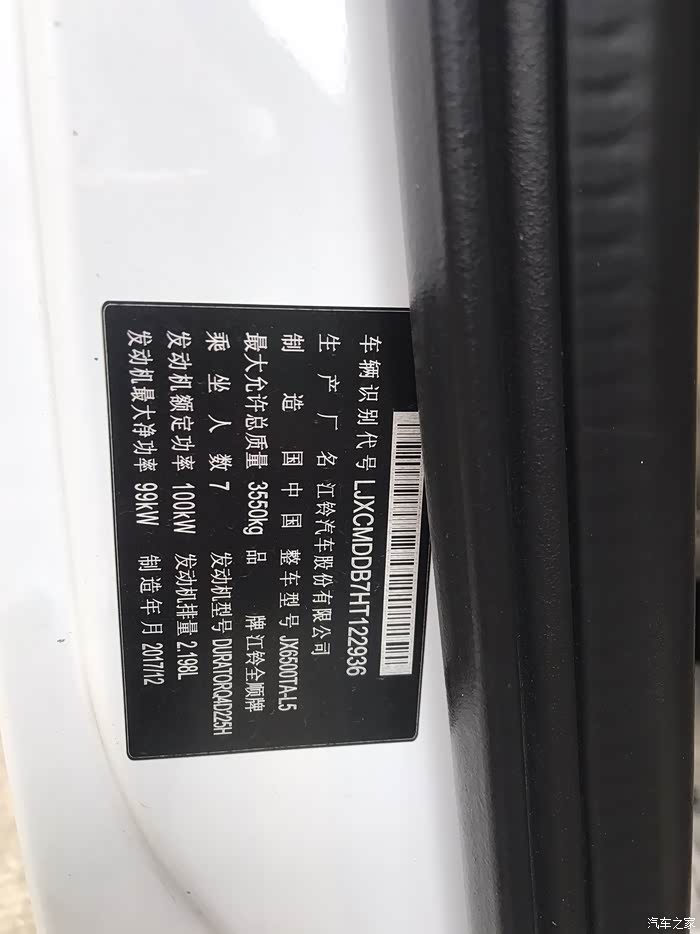 车辆识别代号 LJXCMDDB7HT122936
生产厂名 江铃汽车股份有限公司
制造国 中国 整车型号 JX6500TA-L5
最大允许总质量 3550kg 品牌 江铃全顺牌
乘坐人数 7 发动机型号 DURATORQ4D225H
发动机额定功率 100kW 发动机排量 2.198L
发动机最大净功率 99kW 制造年月 2017/12
汽车之家